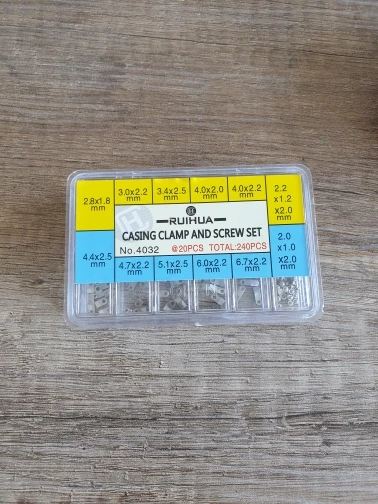 2.8x1.8 mm
3.0x2.2 mm
3.4x2.5 mm
4.0x2.0 mm
4.0x2.2 mm
2.2 x1.2 x2.0 mm
RUIHUA
CASING CLAMP AND SCREW SET
No.4032 @20PCS TOTAL:240PCS
4.4x2.5 mm
4.7x2.2 mm
5.1x2.5 mm
6.0x2.2 mm
6.7x2.2 mm
2.0 x1.0 x2.0 mm